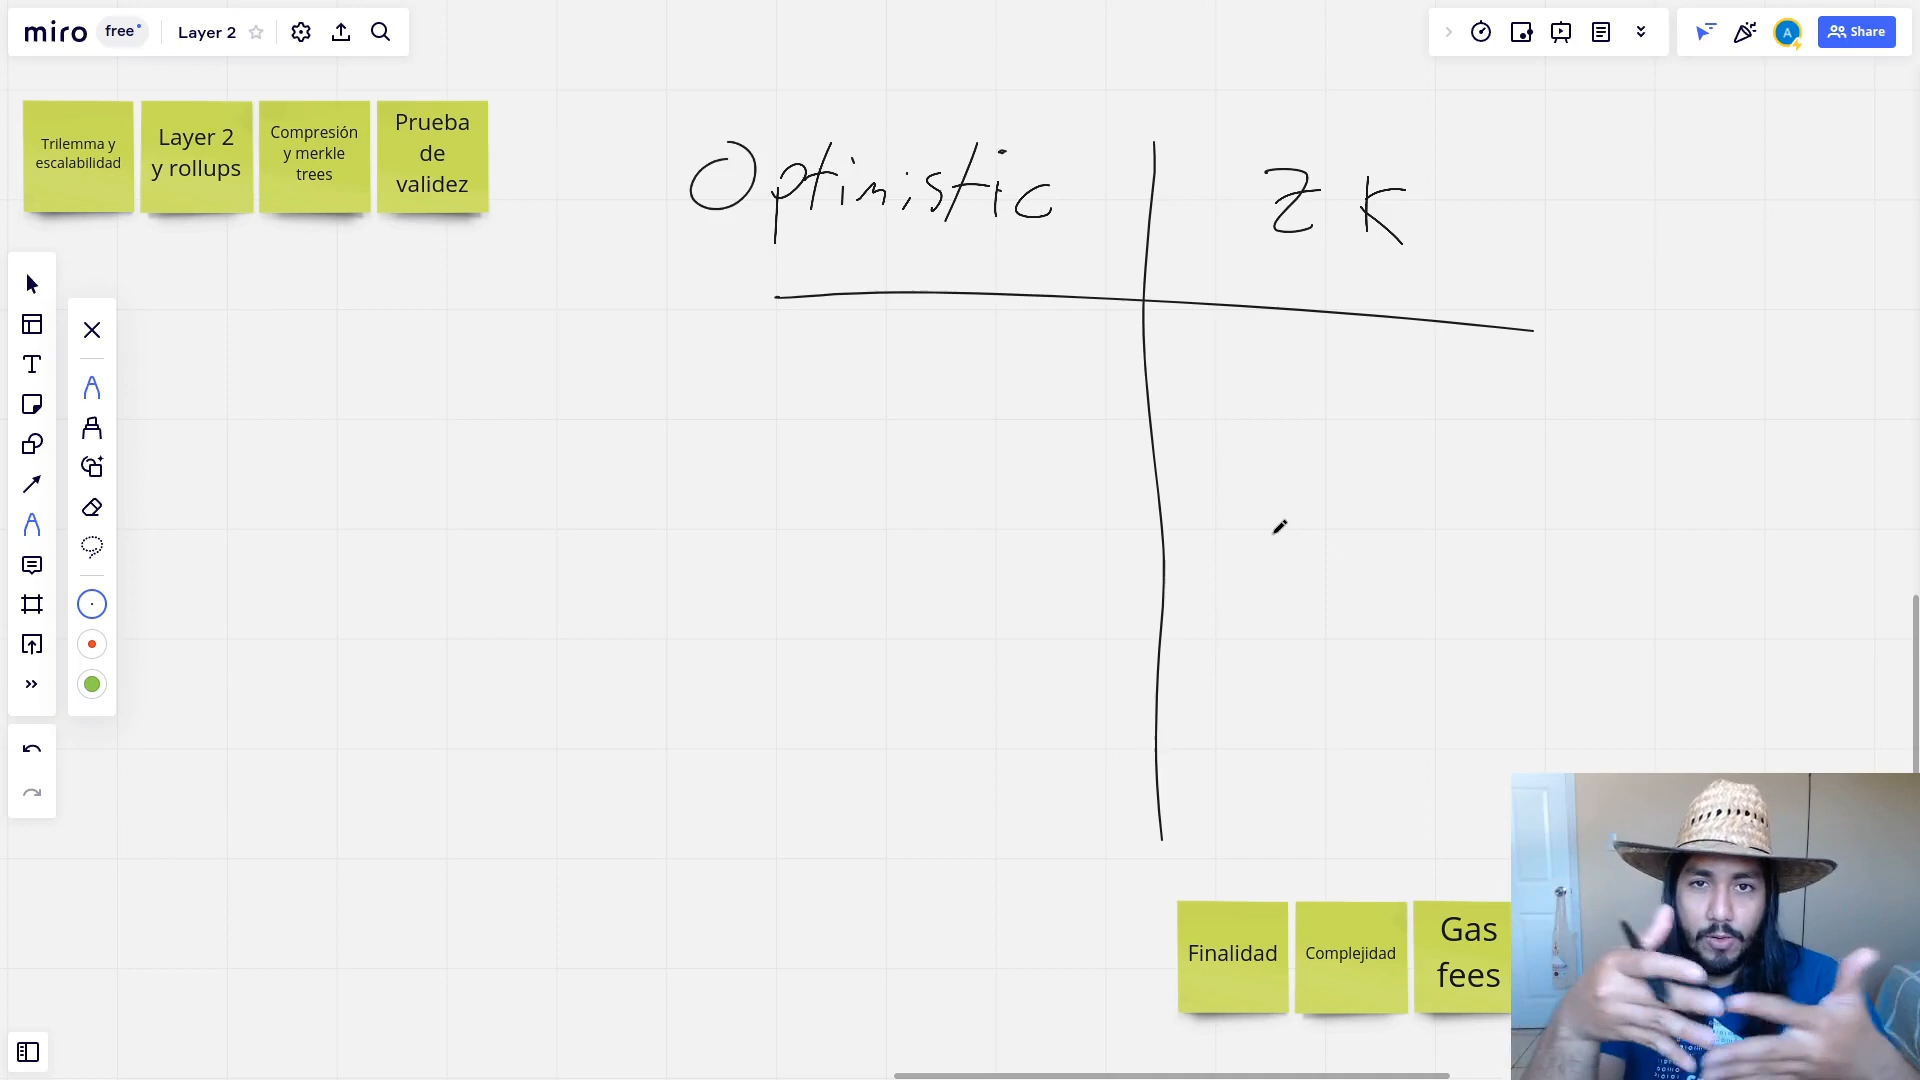 miro free
Layer 2
Share
A
Trilemma y
escalabilidad
Layer 2
y rollups
Compresión
y merkle
trees
Prueba
de
validez
Optimistic
ZK
Finalidad
Complejidad
Gas
fees